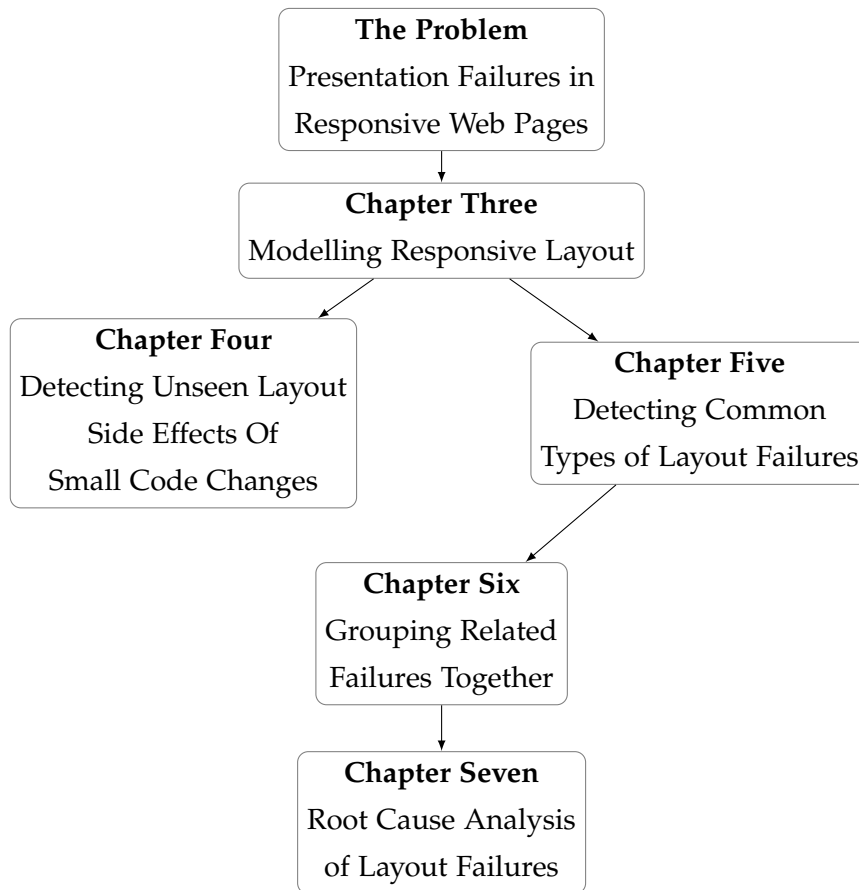 The Problem
Presentation Failures in
Responsive Web Pages
Chapter Three
Modelling Responsive Layout
Chapter Four
Detecting Unseen Layout
Side Effects Of
Small Code Changes
Chapter Five
Detecting Common
Types of Layout Failures
Chapter Six
Grouping Related
Failures Together
Chapter Seven
Root Cause Analysis
of Layout Failures